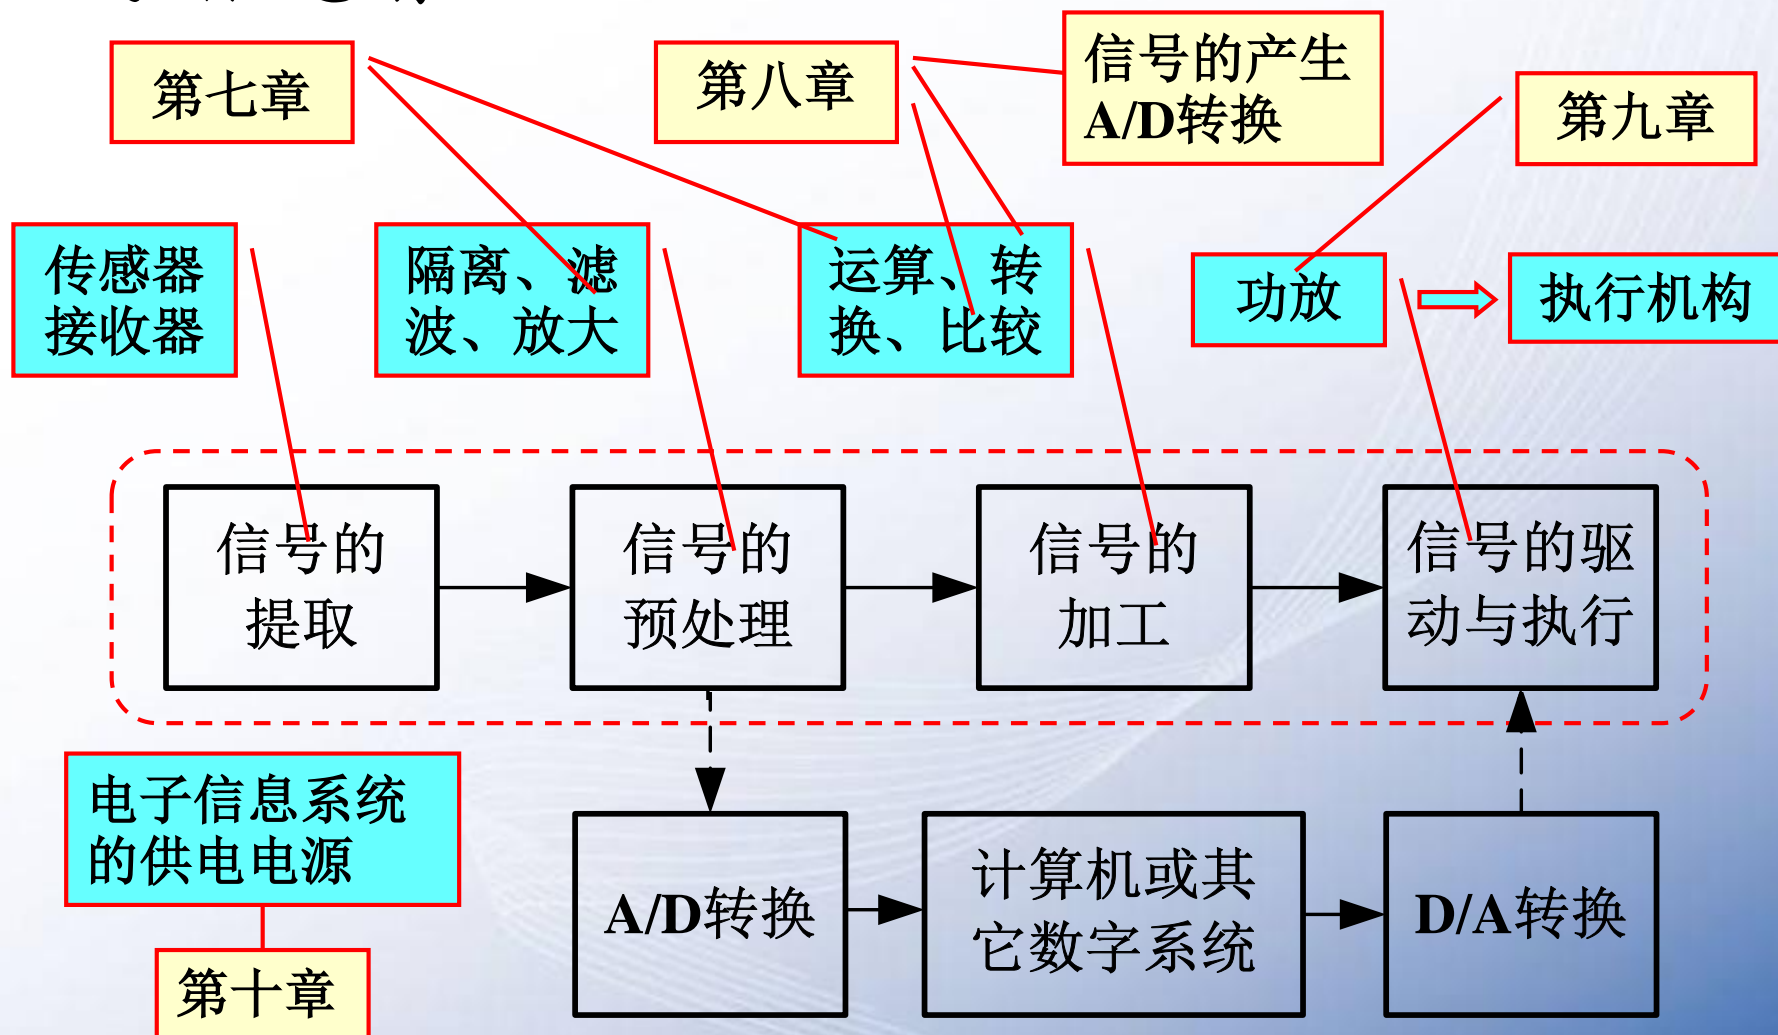 第七章
第八章
信号的产生
A/D转换
第九章
传感器
接收器
隔离、滤
波、放大
运算、转
换、比较
功放
执行机构
信号的
提取
信号的
预处理
信号的
加工
信号的驱
动与执行
电子信息系统
的供电电源
第十章
A/D转换
计算机或其
它数字系统
D/A转换